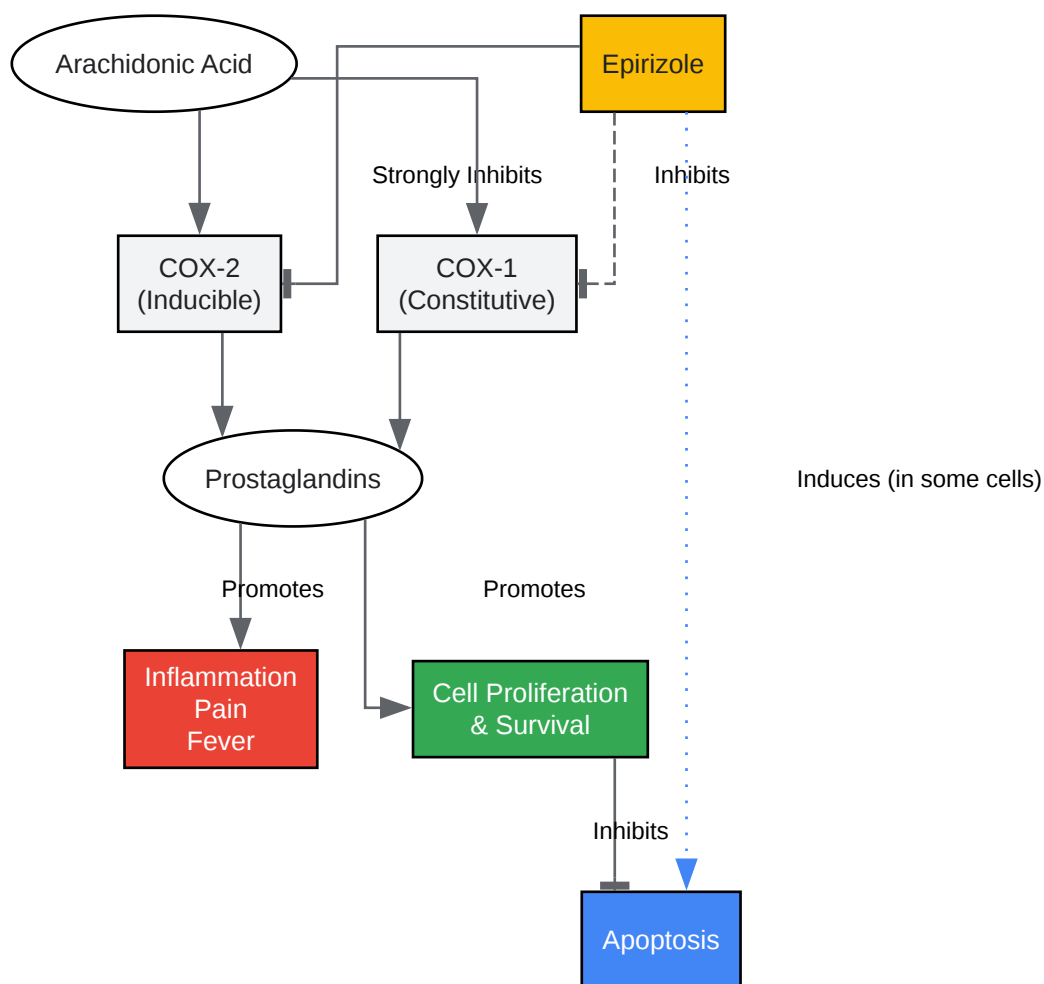 Arachidonic Acid
Epirizole
Strongly Inhibits
Inhibits
COX-2
(Inducible)
COX-1
(Constitutive)
Prostaglandins
Induces (in some cells)
Promotes
Promotes
Inflammation
Pain
Fever
Cell Proliferation
& Survival
Inhibits
Apoptosis